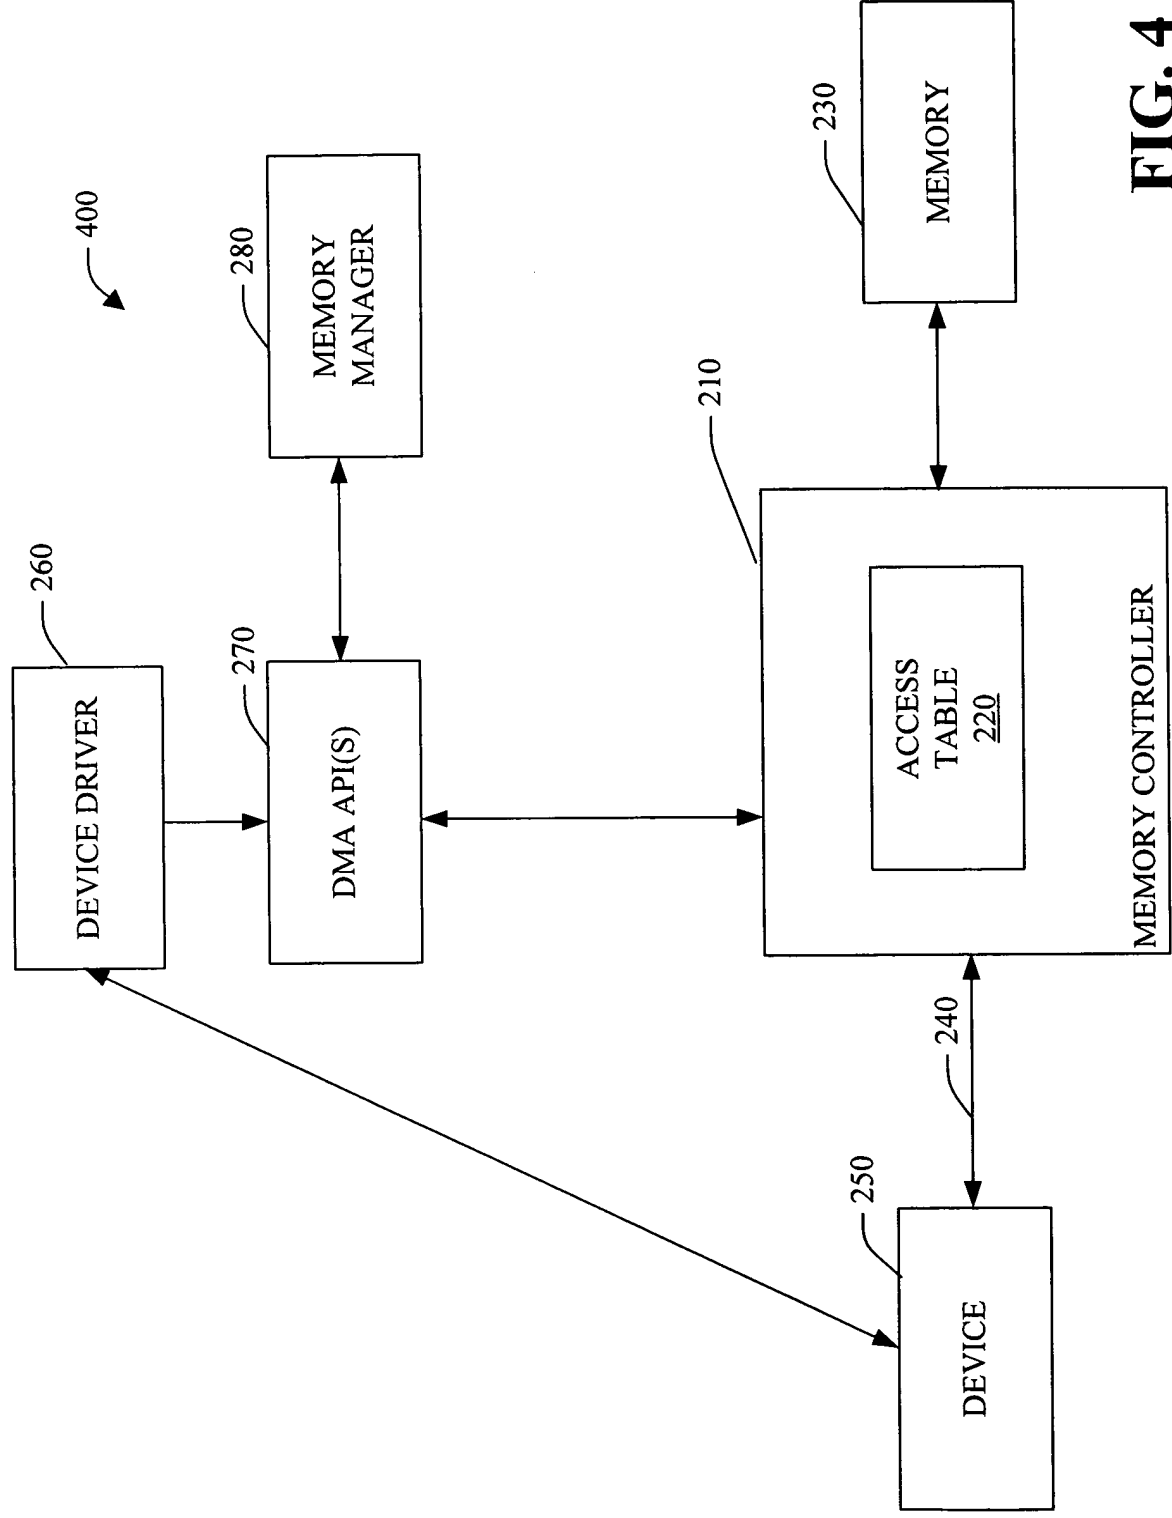 400
260
DEVICE DRIVER
270
DMA API(S)
280
MEMORY
MANAGER
210
ACCESS
TABLE
220
MEMORY CONTROLLER
230
MEMORY
240
250
DEVICE
FIG. 4